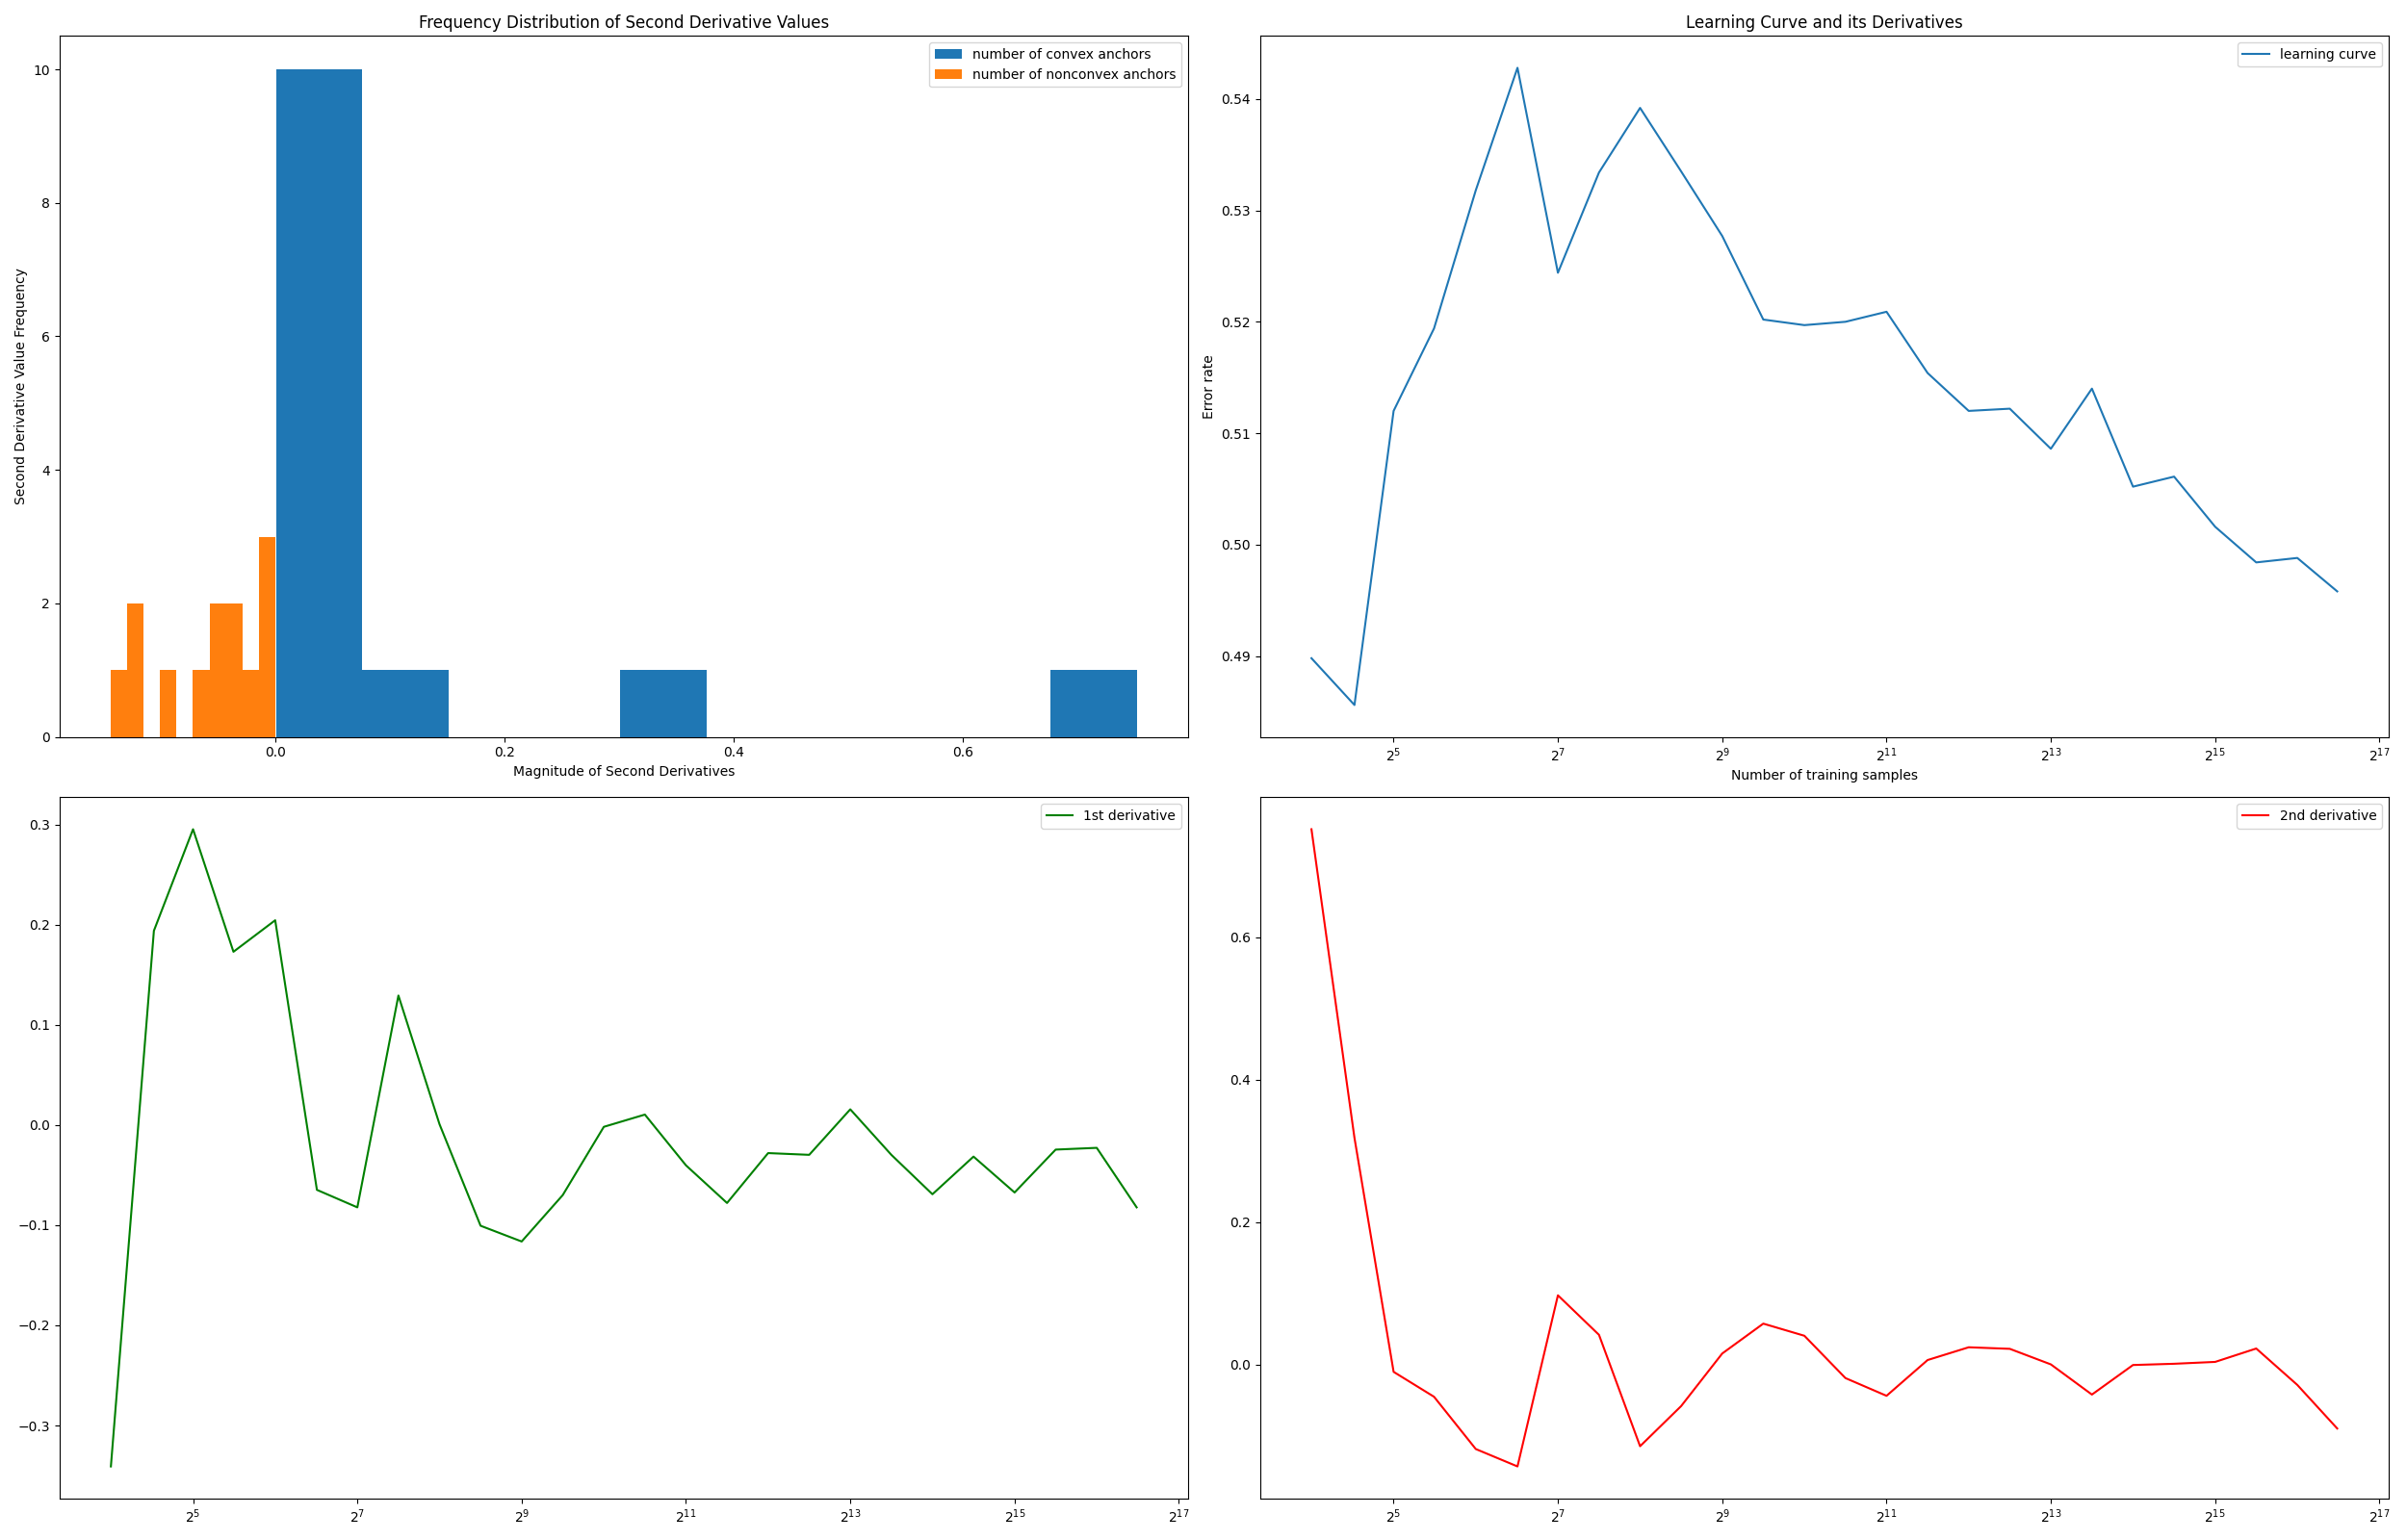 Frequency Distribution of Second Derivative Values
number of convex anchors
number of nonconvex anchors
Second Derivative Value Frequency
10
8
6
4
2
0
0.0 0.2 0.4 0.6
Magnitude of Second Derivatives
Learning Curve and its Derivatives
learning curve
Error rate
0.54
0.53
0.52
0.51
0.50
0.49
2^5 2^7 2^9 2^11 2^13 2^15 2^17
Number of training samples
1st derivative
0.3
0.2
0.1
0.0
−0.1
−0.2
−0.3
2^5 2^7 2^9 2^11 2^13 2^15 2^17
2nd derivative
0.6
0.4
0.2
0.0
2^5 2^7 2^9 2^11 2^13 2^15 2^17